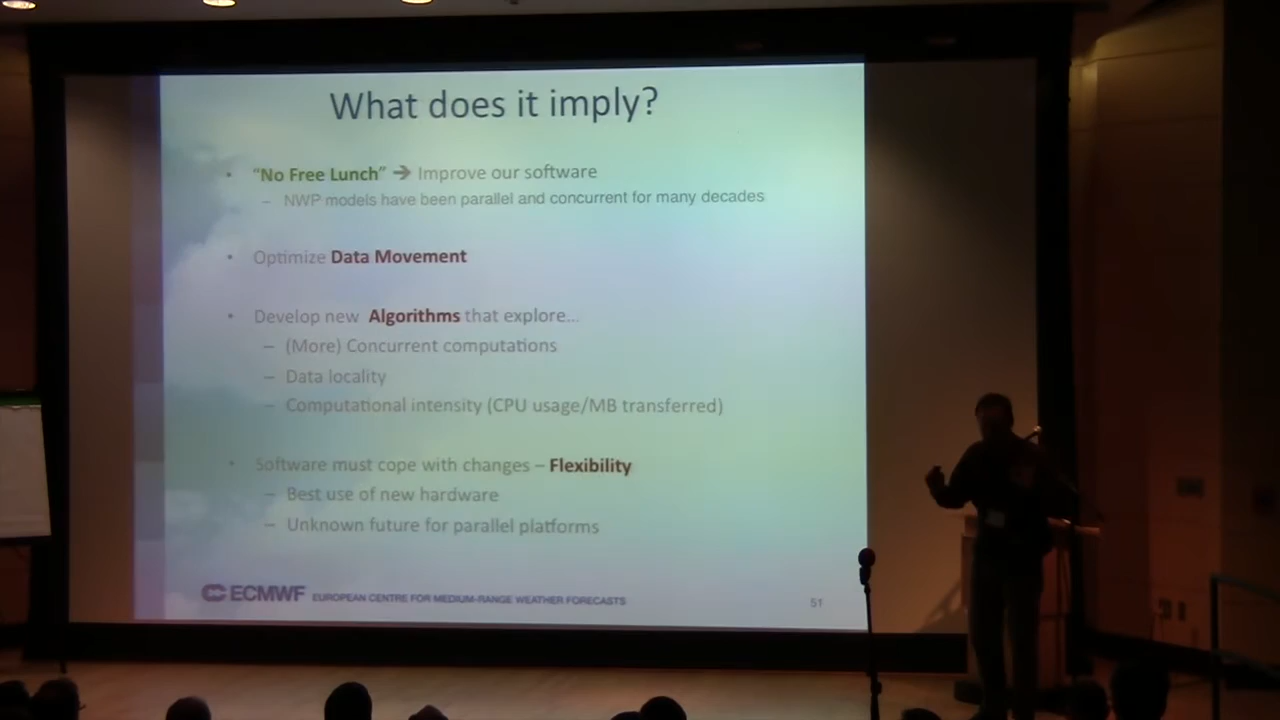 What does it imply?
• “No Free Lunch” ➔ Improve our software
– NWP models have been parallel and concurrent for many decades
• Optimize Data Movement
• Develop new Algorithms that explore...
– (More) Concurrent computations
– Data locality
– Computational intensity (CPU usage/MB transferred)
• Software must cope with changes – Flexibility
– Best use of new hardware
– Unknown future for parallel platforms
ECMWF EUROPEAN CENTRE FOR MEDIUM-RANGE WEATHER FORECASTS 51